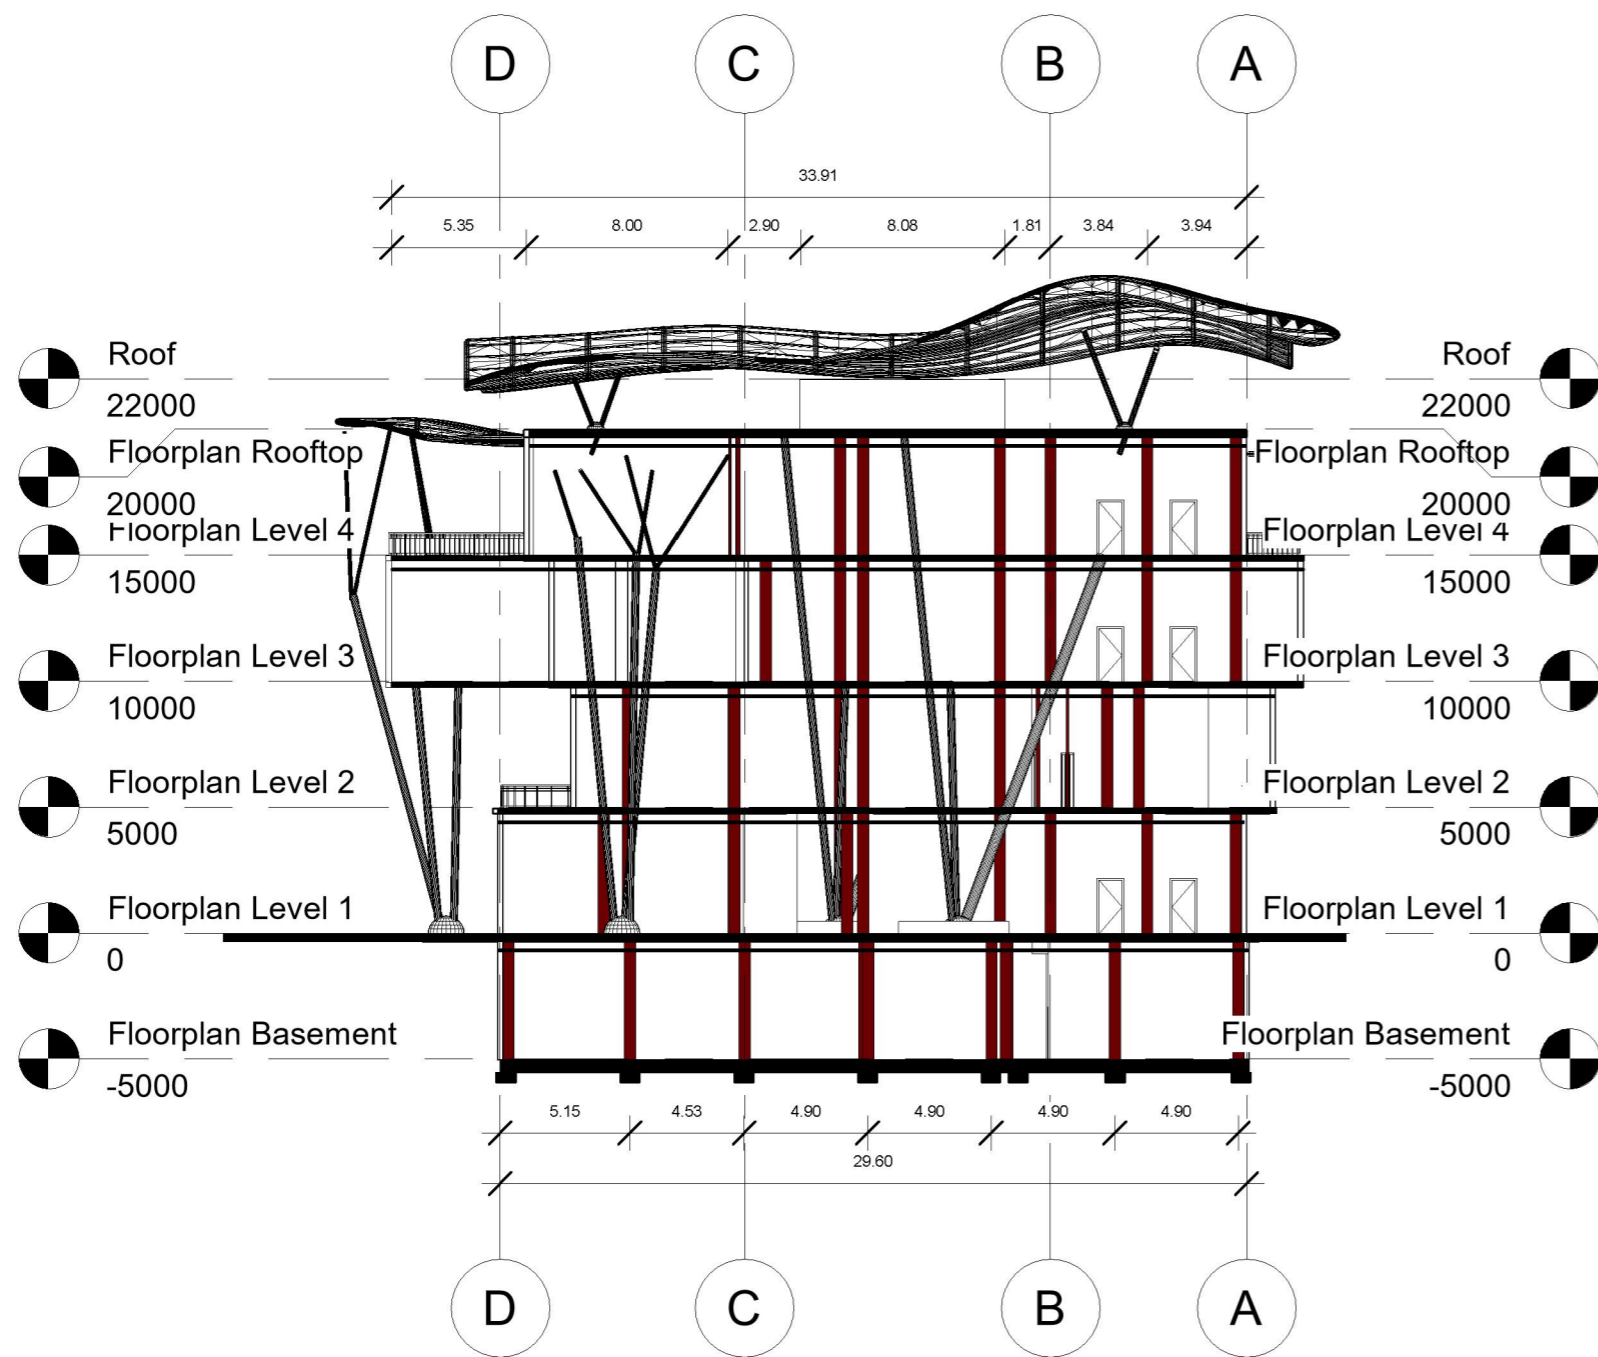 D C B A
33.91
5.35 8.00 2.90 8.08 1.81 3.84 3.94
Roof
22000
Floorplan Rooftop
20000
Floorplan Level 4
15000
Floorplan Level 3
10000
Floorplan Level 2
5000
Floorplan Level 1
0
Floorplan Basement
-5000
Roof
22000
Floorplan Rooftop
20000
Floorplan Level 4
15000
Floorplan Level 3
10000
Floorplan Level 2
5000
Floorplan Level 1
0
Floorplan Basement
-5000
5.15 4.53 4.90 4.90 4.90 4.90
29.60
D C B A